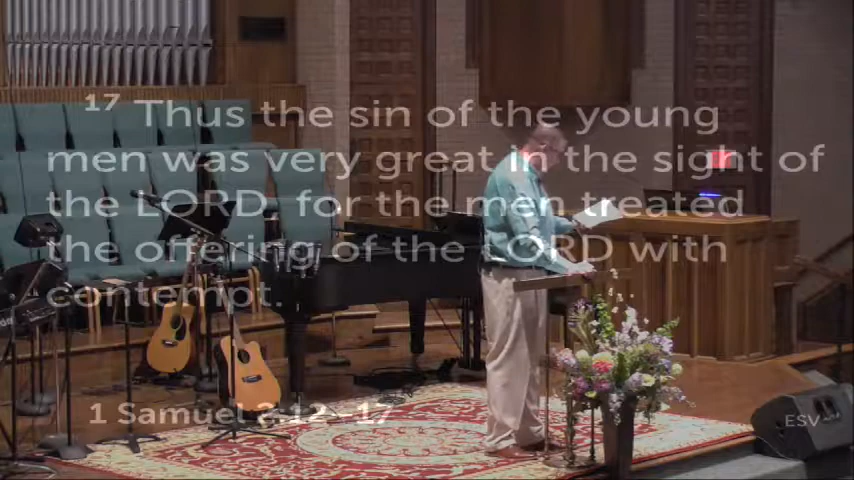 17 Thus the sin of the young
men was very great in the sight of
the LORD, for the men treated
the offering of the LORD with
contempt.
1 Samuel 2:12–17
ESV